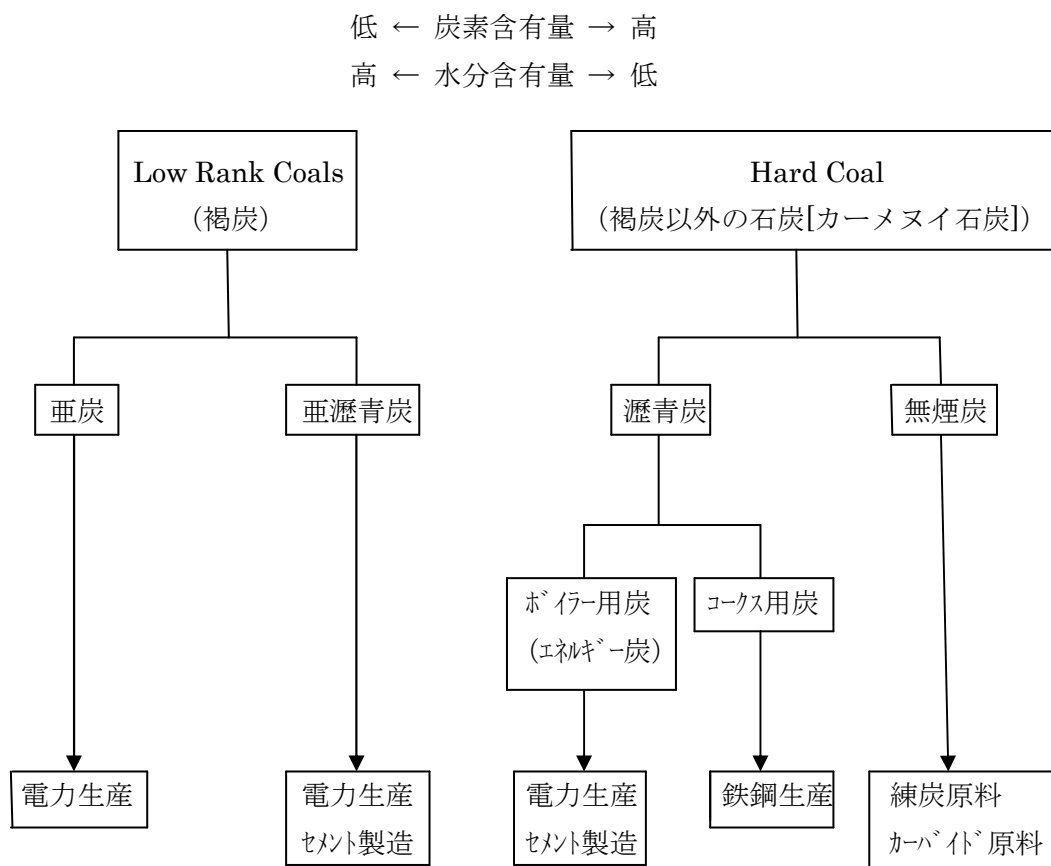 低 ← 炭素含有量 → 高
高 ← 水分含有量 → 低
Low Rank Coals
（褐炭）
Hard Coal
（褐炭以外の石炭[カーメヌイ石炭]）
亜炭
亜瀝青炭
瀝青炭
無煙炭
ﾎﾞｲﾗｰ用炭
（ｴﾈﾙｷﾞｰ炭）
ｺｰｸｽ用炭
電力生産
電力生産
ｾﾒﾝﾄ製造
電力生産
ｾﾒﾝﾄ製造
鉄鋼生産
練炭原料
ｶｰﾊﾞｲﾄﾞ原料